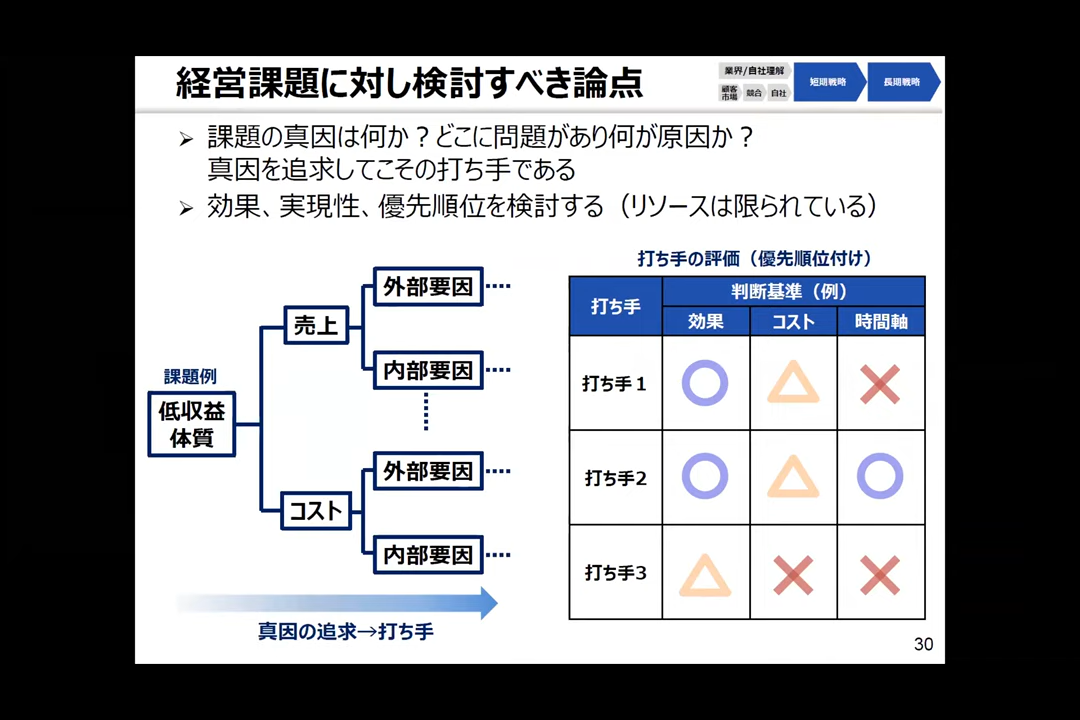 経営課題に対し検討すべき論点
業界/自社理解
顧客
市場
競合
自社
短期戦略
長期戦略
➢ 課題の真因は何か？どこに問題があり何が原因か？
真因を追求してこその打ち手である
➢ 効果、実現性、優先順位を検討する（リソースは限られている）
課題例
低収益
体質
売上
外部要因
内部要因
コスト
外部要因
内部要因
真因の追求→打ち手
打ち手の評価（優先順位付け）
打ち手
判断基準（例）
効果
コスト
時間軸
打ち手１
打ち手2
打ち手3
30